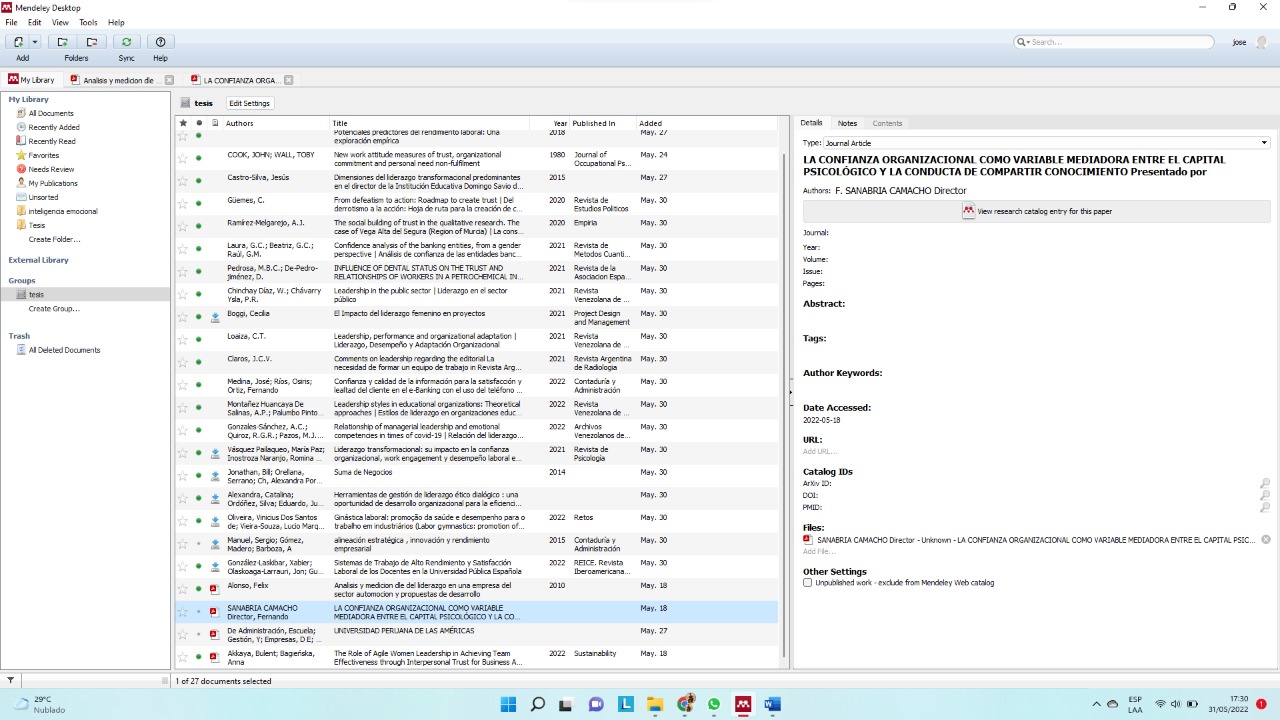 Mendeley Desktop
File Edit View Tools Help
Search...
jose
Add Folders Sync Help
My Library
Analisis y medicion dle ...
LA CONFIANZA ORGA...
My Library
All Documents
Recently Added
Recently Read
Favorites
Needs Review
My Publications
Unsorted
inteligencia emocional
Tesis
Create Folder...
External Library
Groups
tesis
Create Group...
Trash
All Deleted Documents
tesis Edit Settings
Authors Title Year Published In Added
Potenciales predictores del rendimiento laboral: Una 2018 May. 27
exploración empírica
COOK, JOHN; WALL, TOBY New work attitude measures of trust, organizational 1980 Journal of May. 24
commitment and personal need non-fulfilment Occupational Ps...
Castro-Silva, Jesús Dimensiones del liderazgo transformacional predominantes 2015 May. 27
en el director de la Institución Educativa Domingo Savio d...
Güemes, C. From defeatism to action: Roadmap to create trust | Del 2020 Revista de May. 30
derrotismo a la acción: Hoja de ruta para la creación de c... Estudios Politicos
Ramírez-Melgarejo, A.J. The social building of trust in the qualitative research. The 2020 Empiria May. 30
case of Vega Alta del Segura (Region of Murcia) | La cons...
Laura, G.C.; Beatriz, G.C.; Confidence analysis of the banking entities, from a gender 2021 Revista de May. 30
Raúl, G.M. perspective | Análisis de confianza de las entidades banc... Metodos Cuanti...
Pedrosa, M.B.C.; De-Pedro- INFLUENCE OF DENTAL STATUS ON THE TRUST AND 2021 Revista de la May. 30
Jiménez, D. RELATIONSHIPS OF WORKERS IN A PETROCHEMICAL IN... Asociacion Espa...
Chinchay Díaz, W.; Chávarry Leadership in the public sector | Liderazgo en el sector 2021 Revista May. 30
Ysla, P.R. público Venezolana de ...
Boggi, Cecilia El Impacto del liderazgo femenino en proyectos 2021 Project Design May. 30
and Management
Loaiza, C.T. Leadership, performance and organizational adaptation | 2021 Revista May. 30
Liderazgo, Desempeño y Adaptación Organizacional Venezolana de ...
Claros, J.C.V. Comments on leadership regarding the editorial La 2021 Revista Argentina May. 30
necesidad de formar un equipo de trabajo in Revista Arg... de Radiologia
Medina, José; Ríos, Osiris; Confianza y calidad de la información para la satisfacción y 2022 Contaduría y May. 30
Ortiz, Fernando lealtad del cliente en el e-Banking con el uso del teléfono ... Administración
Montañez Huancaya De Leadership styles in educational organizations: Theoretical 2022 Revista May. 30
Salinas, A.P.; Palumbo Pinto... approaches | Estilos de liderazgo en organizaciones educ... Venezolana de ...
Gonzales-Sánchez, A.C.; Relationship of managerial leadership and emotional 2022 Archivos May. 30
Quiroz, R.G.R.; Pazos, M.J.... competencies in times of covid-19 | Relación del liderazgo... Venezolanos de...
Vásquez Pailaqueo, María Paz; Liderazgo transformacional: su impacto en la confianza 2021 Revista de May. 30
Inostroza Naranjo, Romina ... organizacional, work engagement y desempeño laboral e... Psicología
Jonathan, Bill; Orellana, Suma de Negocios 2014 May. 30
Serrano; Ch, Alexandra Por...
Alexandra, Catalina; Herramientas de gestión de liderazgo ético dialógico : una May. 30
Ordóñez, Silva; Eduardo, Ju... oportunidad de desarrollo organizacional para la eficienci...
Oliveira, Vinicius Dos Santos Ginástica laboral: promoção da saúde e desempenho para o 2022 Retos May. 30
de; Vieira-Souza, Lucio Marq... trabalho em industriários (Labor gymnastics: promotion of...
Manuel, Sergio; Gómez, alineación estratégica , innovación y rendimiento 2015 Contaduría y May. 30
Madero; Barboza, A empresarial Administración
González-Laskibar, Xabier; Sistemas de Trabajo de Alto Rendimiento y Satisfacción 2022 REICE. Revista May. 30
Olaskoaga-Larrauri, Jon; Gu... Laboral de los Docentes en la Universidad Pública Española Iberoamericana...
Alonso, Felix Analisis y medicion dle del liderazgo en una empresa del 2010 May. 18
sector automocion y propuestas de desarrollo
SANABRIA CAMACHO LA CONFIANZA ORGANIZACIONAL COMO VARIABLE May. 18
Director, Fernando MEDIADORA ENTRE EL CAPITAL PSICOLÓGICO Y LA CO...
De Administración, Escuela; UNIVERSIDAD PERUANA DE LAS AMÉRICAS May. 27
Gestión, Y; Empresas, D E; ...
Akkaya, Bulent; Bagieńska, The Role of Agile Women Leadership in Achieving Team 2022 Sustainability May. 18
Anna Effectiveness through Interpersonal Trust for Business A...
Details Notes Contents
Type: Journal Article
LA CONFIANZA ORGANIZACIONAL COMO VARIABLE MEDIADORA ENTRE EL CAPITAL
PSICOLÓGICO Y LA CONDUCTA DE COMPARTIR CONOCIMIENTO Presentado por
Authors: F. SANABRIA CAMACHO Director
View research catalog entry for this paper
Journal:
Year:
Volume:
Issue:
Pages:
Abstract:
Tags:
Author Keywords:
Date Accessed:
2022-05-18
URL:
Add URL...
Catalog IDs
ArXiv ID:
DOI:
PMID:
Files:
SANABRIA CAMACHO Director - Unknown - LA CONFIANZA ORGANIZACIONAL COMO VARIABLE MEDIADORA ENTRE EL CAPITAL PSIC...
Add File...
Other Settings
Unpublished work - exclude from Mendeley Web catalog
1 of 27 documents selected
29°C
Nublado
ESP
LAA
17:30
31/05/2022
1